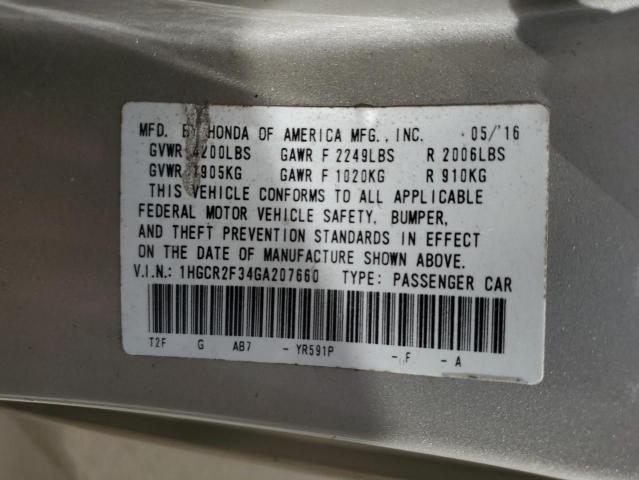 MFD. BY HONDA OF AMERICA MFG., INC. 05/'16
GVWR 4200LBS GAWR F 2249LBS R 2006LBS
GVWR 1905KG GAWR F 1020KG R 910KG
THIS VEHICLE CONFORMS TO ALL APPLICABLE
FEDERAL MOTOR VEHICLE SAFETY, BUMPER,
AND THEFT PREVENTION STANDARDS IN EFFECT
ON THE DATE OF MANUFACTURE SHOWN ABOVE.
V.I.N.: 1HGCR2F34GA207660 TYPE: PASSENGER CAR
T2F G AB7 - YR591P - F - A